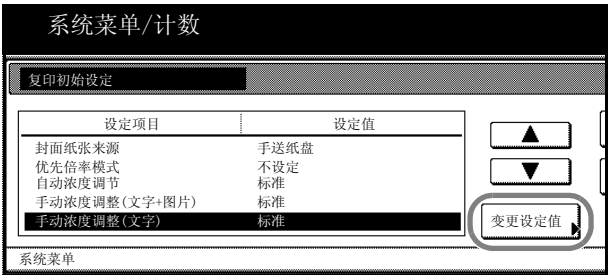 系统菜单/计数
复印初始设定
设定项目 设定值
封面纸张来源 手送纸盘
优先倍率模式 不设定
自动浓度调节 标准
手动浓度调整(文字+图片) 标准
手动浓度调整(文字) 标准
变更设定值
系统菜单